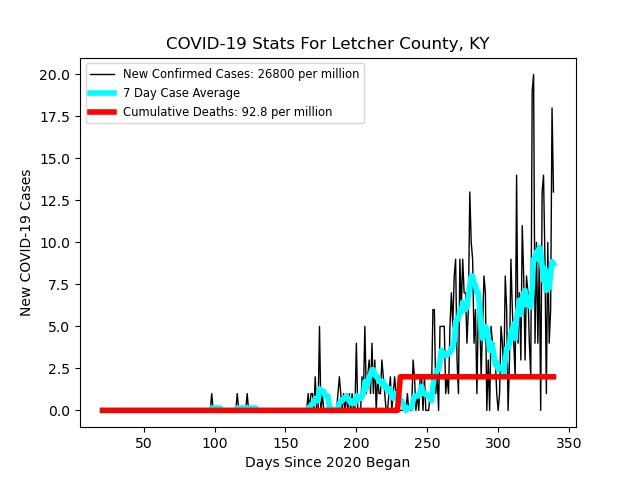 COVID-19 Stats For Letcher County, KY
New Confirmed Cases: 26800 per million
7 Day Case Average
Cumulative Deaths: 92.8 per million
New COVID-19 Cases
20.0
17.5
15.0
12.5
10.0
7.5
5.0
2.5
0.0
50 100 150 200 250 300 350
Days Since 2020 Began